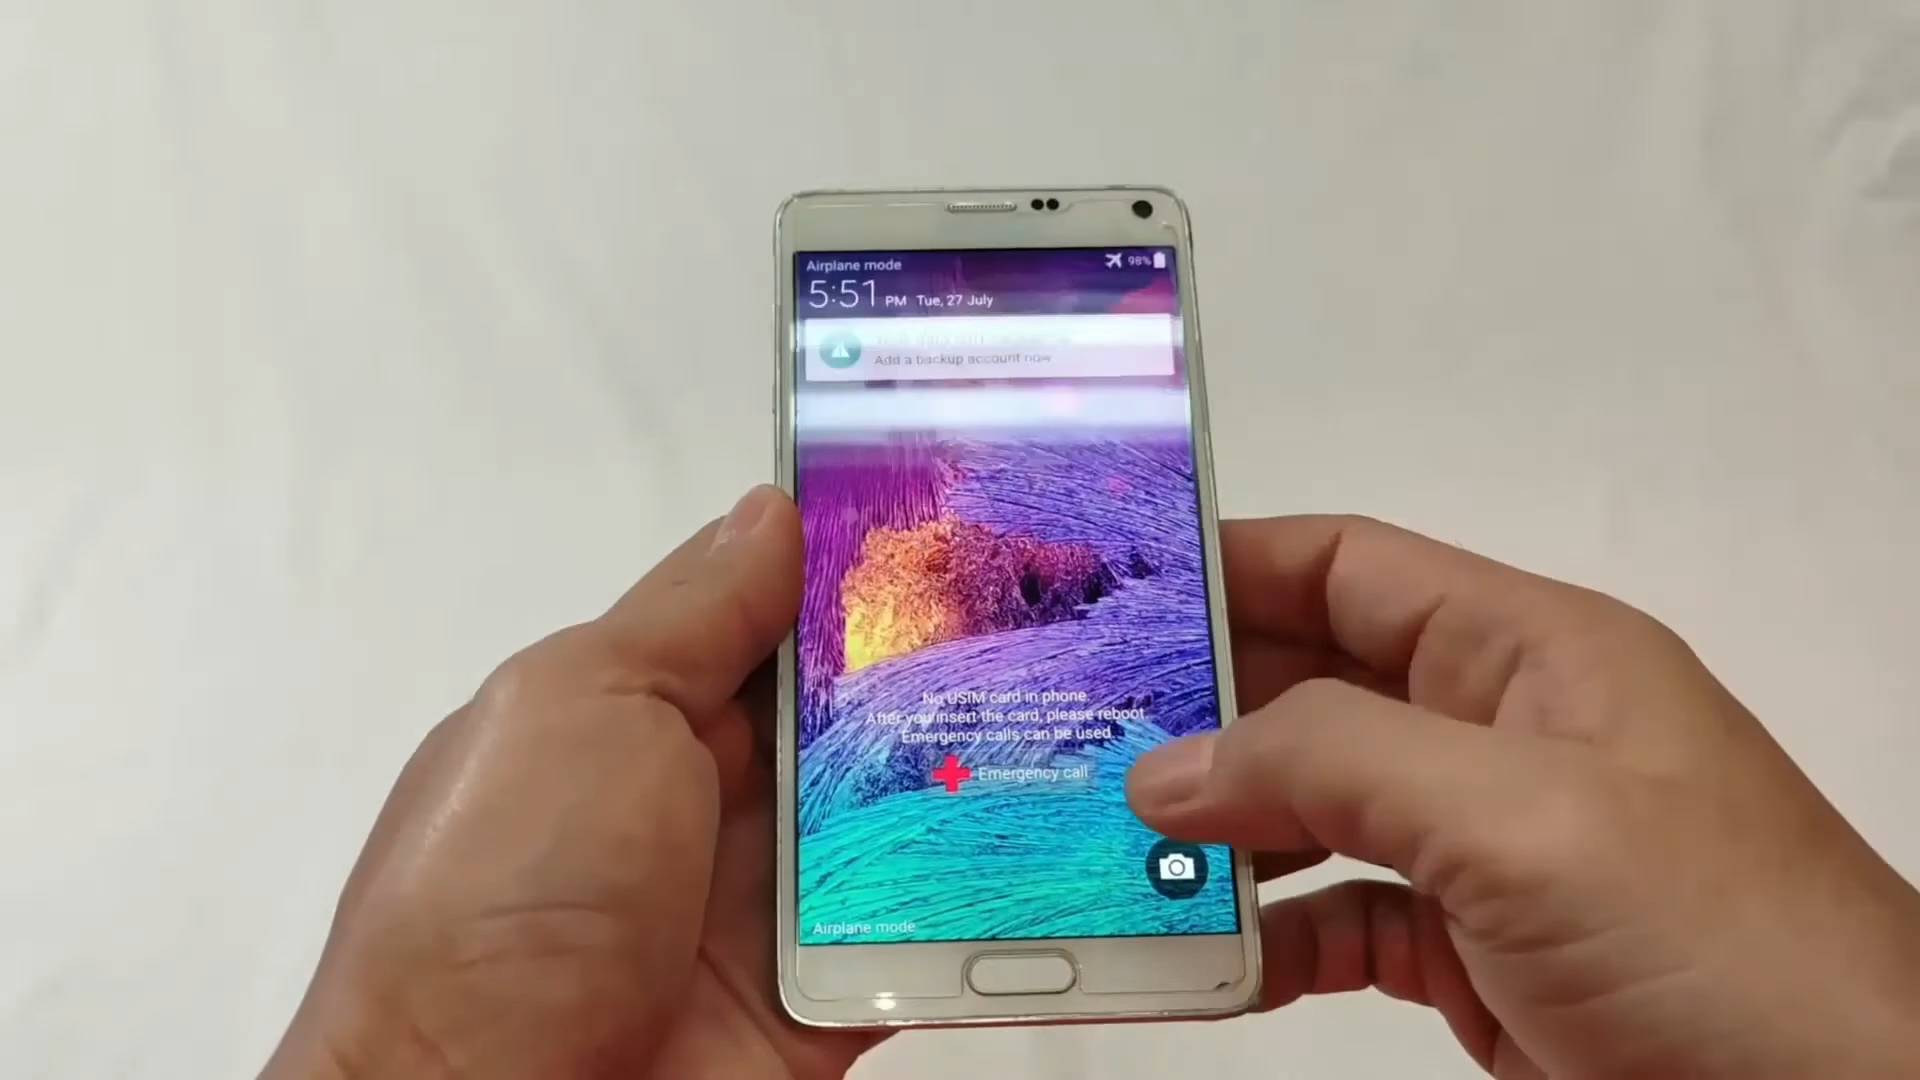 Airplane mode
98%
5:51 PM Tue, 27 July
Add a backup account now
No USIM card in phone.
After you insert the card, please reboot.
Emergency calls can be used.
Emergency call
Airplane mode